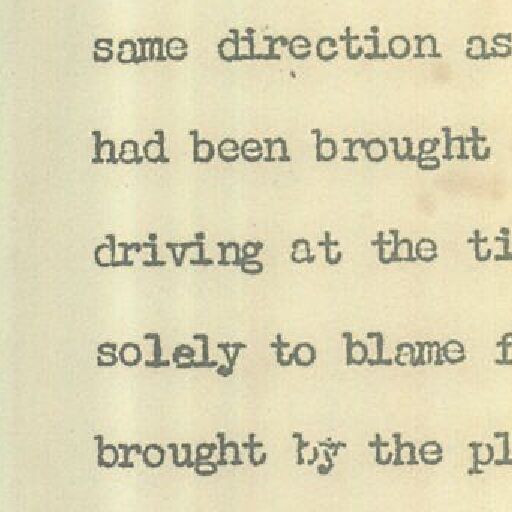 same direction as
had been brought
driving at the ti
solely to blame f
brought by the pl